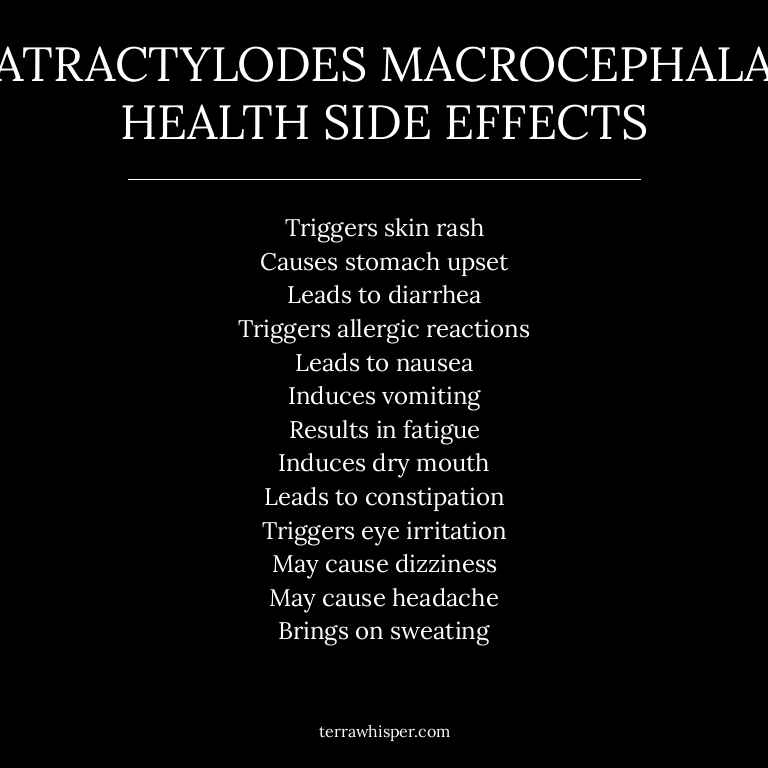 ATRACTYLODES MACROCEPHALA
HEALTH SIDE EFFECTS
Triggers skin rash
Causes stomach upset
Leads to diarrhea
Triggers allergic reactions
Leads to nausea
Induces vomiting
Results in fatigue
Induces dry mouth
Leads to constipation
Triggers eye irritation
May cause dizziness
May cause headache
Brings on sweating
terrawhisper.com